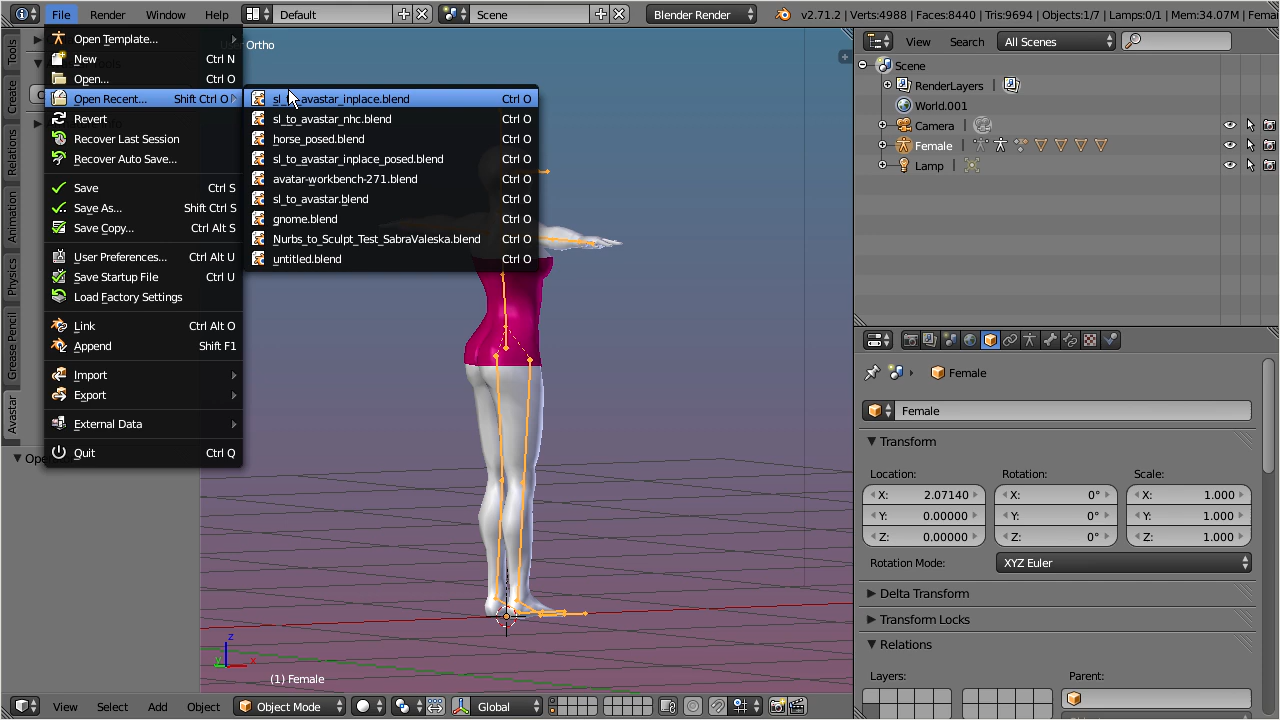 File Render Window Help Default Scene Blender Render v2.71.2 | Verts:4988 | Faces:8440 | Tris:9694 | Objects:1/7 | Lamps:0/1 | Mem:34.07M | Fema
Open Template...
New Ctrl N
Open... Ctrl O
Open Recent... Shift Ctrl O
Revert
Recover Last Session
Recover Auto Save...
Save Ctrl S
Save As... Shift Ctrl S
Save Copy... Ctrl Alt S
User Preferences... Ctrl Alt U
Save Startup File Ctrl U
Load Factory Settings
Link Ctrl Alt O
Append Shift F1
Import
Export
External Data
Quit Ctrl Q
avastar_inplace.blend Ctrl O
sl_to_avastar_nhc.blend Ctrl O
horse_posed.blend Ctrl O
sl_to_avastar_inplace_posed.blend Ctrl O
avatar-workbench-271.blend Ctrl O
sl_to_avastar.blend Ctrl O
gnome.blend Ctrl O
Nurbs_to_Sculpt_Test_SabraValeska.blend Ctrl O
untitled.blend Ctrl O
Tools
Create
Relations
Animation
Physics
Grease Pencil
Avastar
Ortho
z
y
x
(1) Female
View Select Add Object Object Mode Global
View Search All Scenes
Scene
RenderLayers
World.001
Camera
Female
Lamp
Female
Female
Transform
Location: Rotation: Scale:
X: 2.07140 X: 0° X: 1.000
Y: 0.00000 Y: 0° Y: 1.000
Z: 0.00000 Z: 0° Z: 1.000
Rotation Mode: XYZ Euler
Delta Transform
Transform Locks
Relations
Layers: Parent: